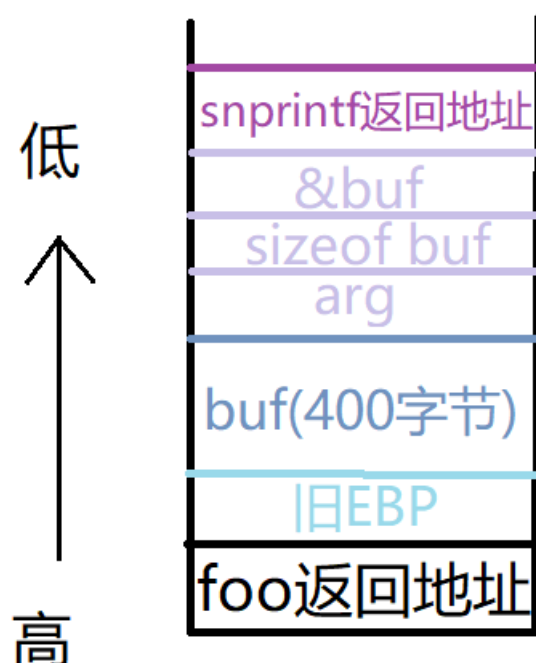 snprintf返回地址
低
&buf
sizeof buf
arg
buf(400字节)
旧EBP
foo返回地址
高